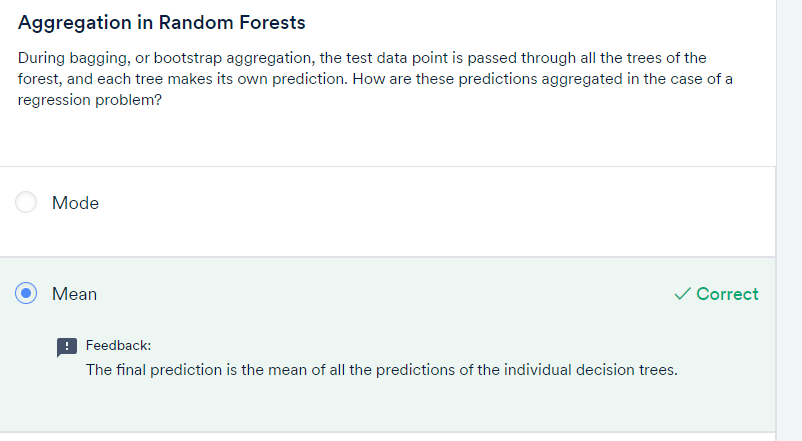 Aggregation in Random Forests
During bagging, or bootstrap aggregation, the test data point is passed through all the trees of the
forest, and each tree makes its own prediction. How are these predictions aggregated in the case of a
regression problem?
Mode
Mean
Correct
Feedback:
The final prediction is the mean of all the predictions of the individual decision trees.